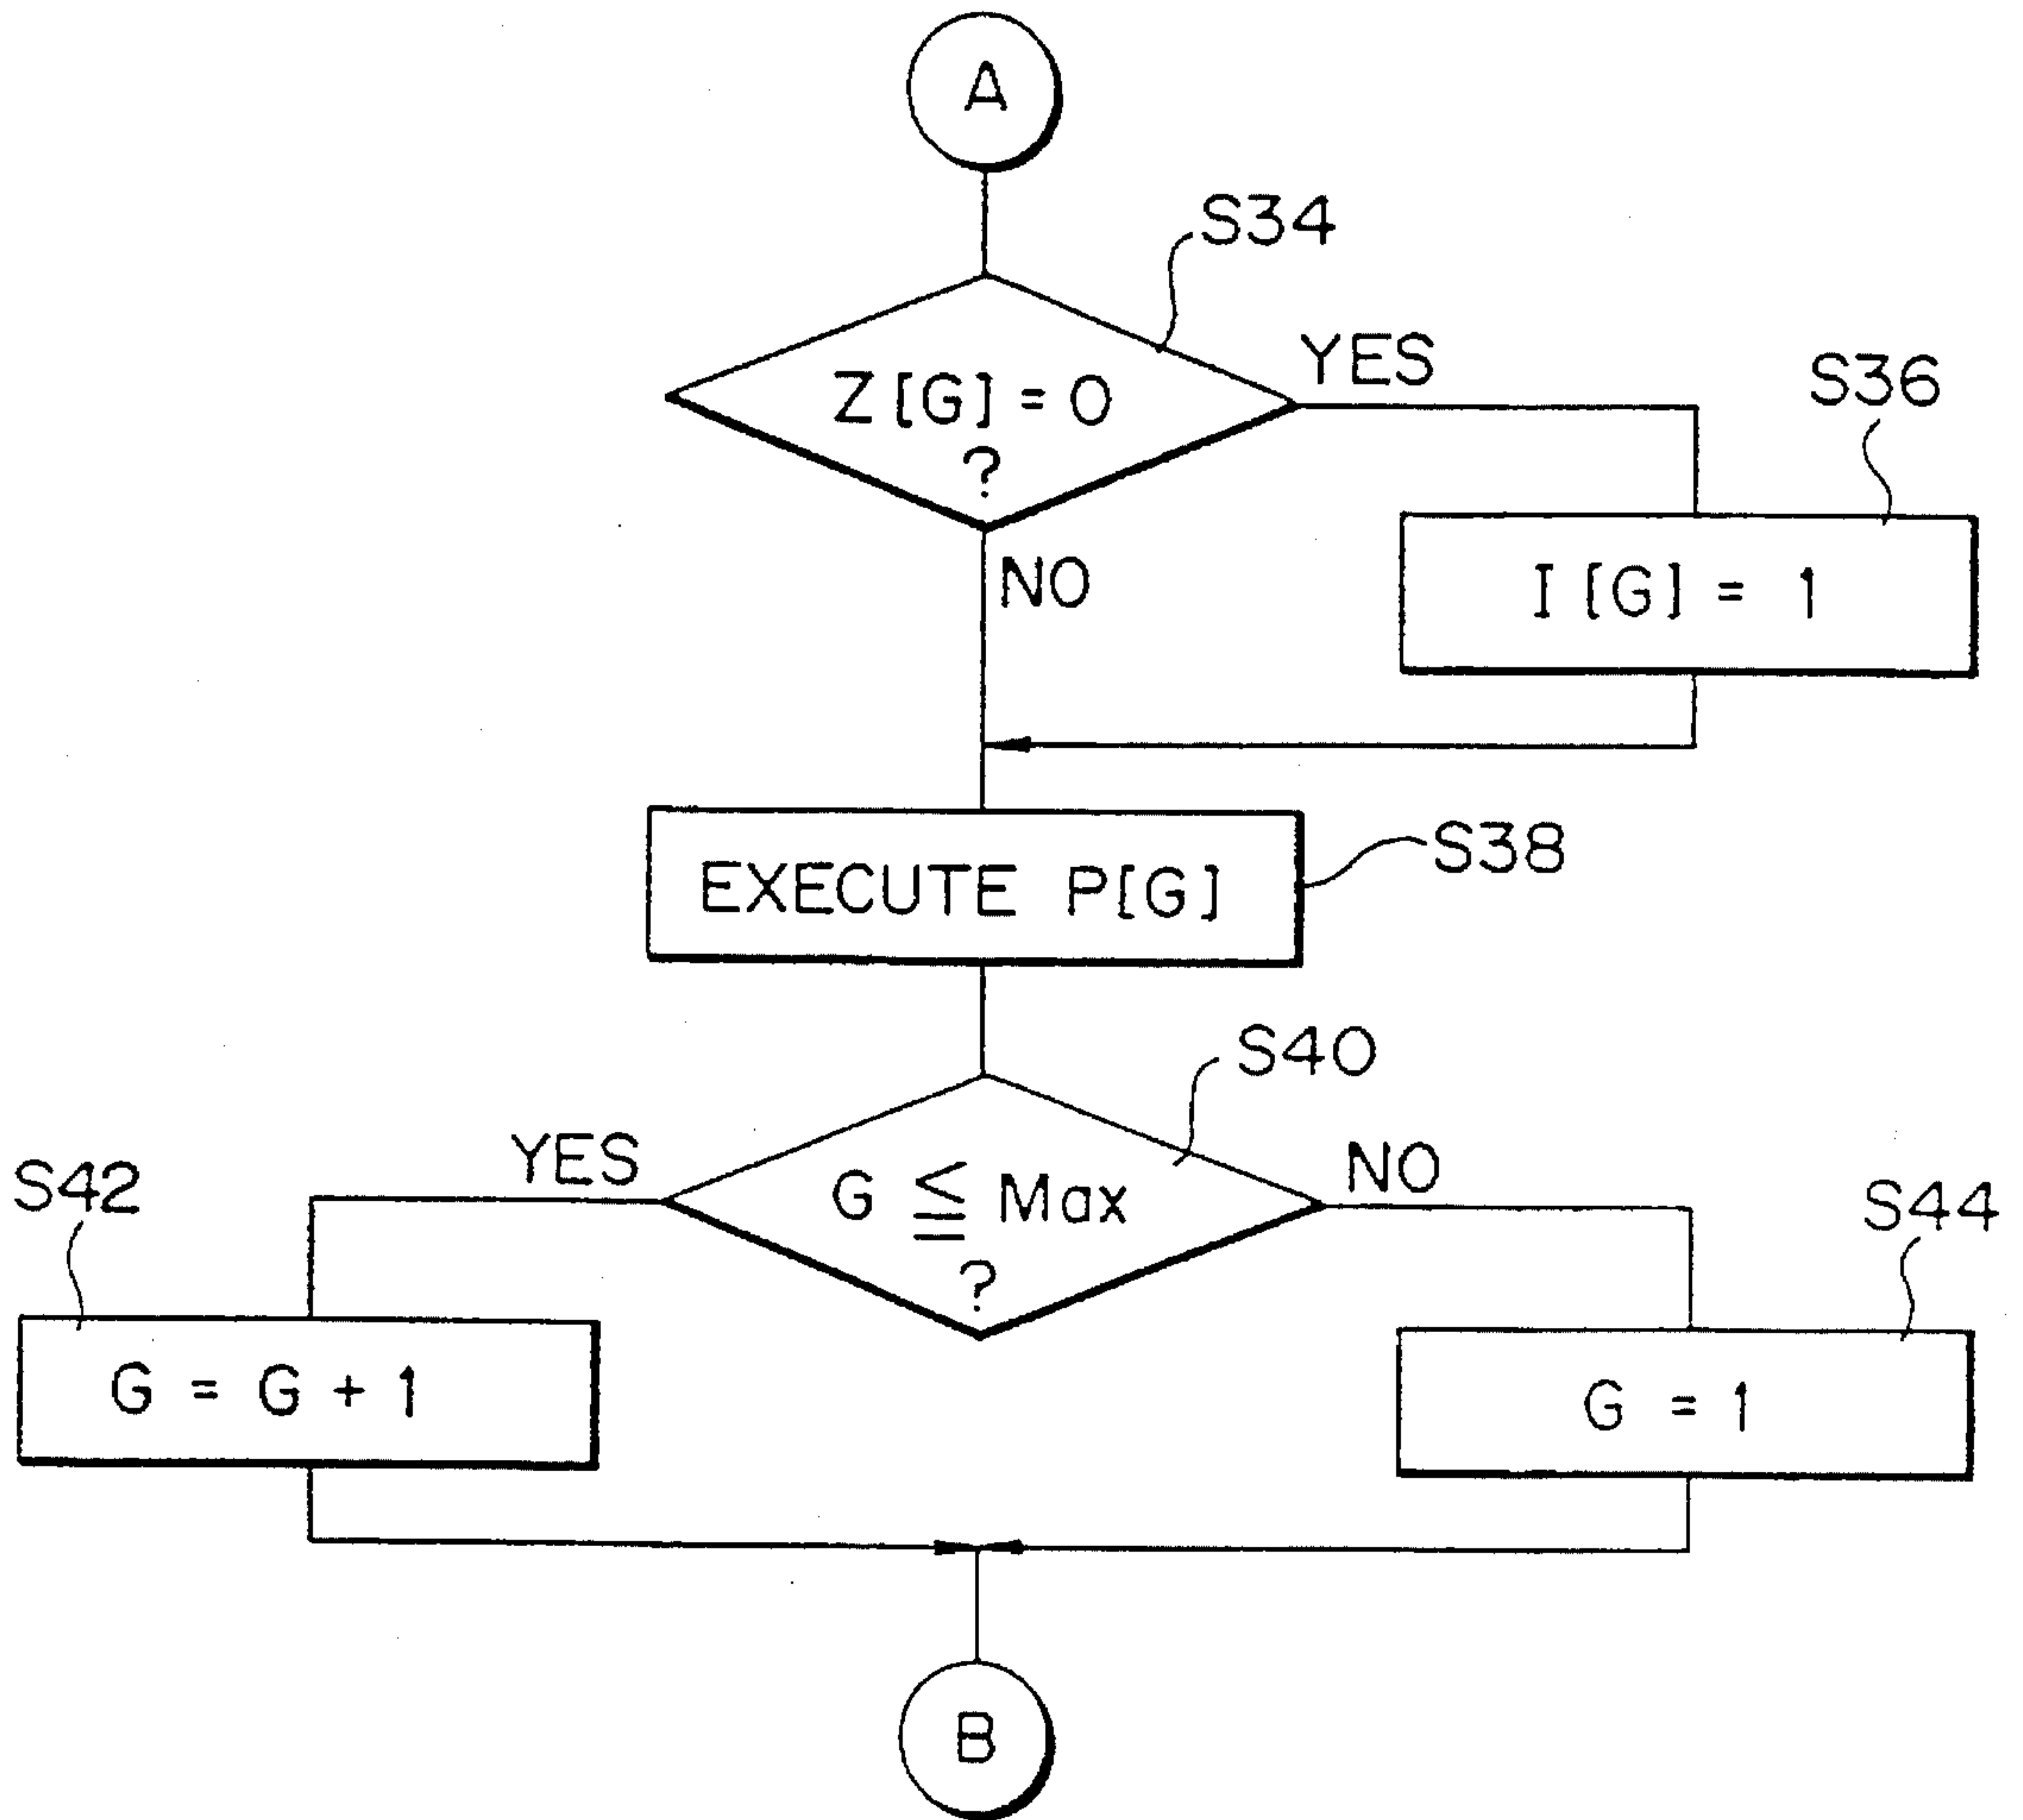 A
S34
Z[G]=0
?
YES
S36
NO
I[G] = 1
EXECUTE P[G]
S38
S40
YES
G ≦ Max
?
NO
S42
S44
G = G + 1
G = 1
B